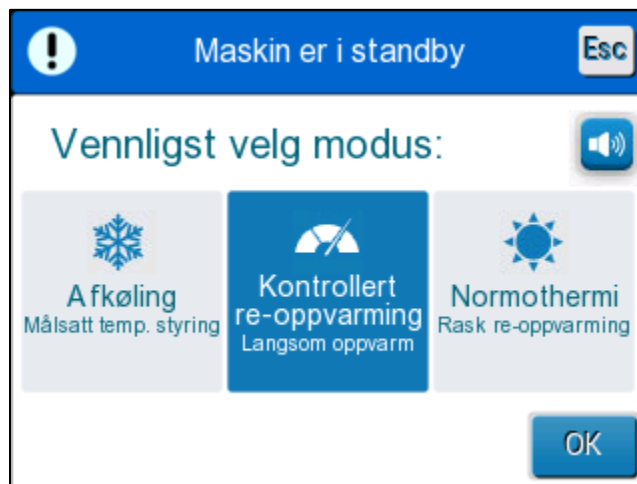 Maskin er i standby
Esc
Vennligst velg modus:
Afkøling
Målsatt temp. styring
Kontrollert
re-oppvarming
Langsom oppvarm
Normothermi
Rask re-oppvarming
OK